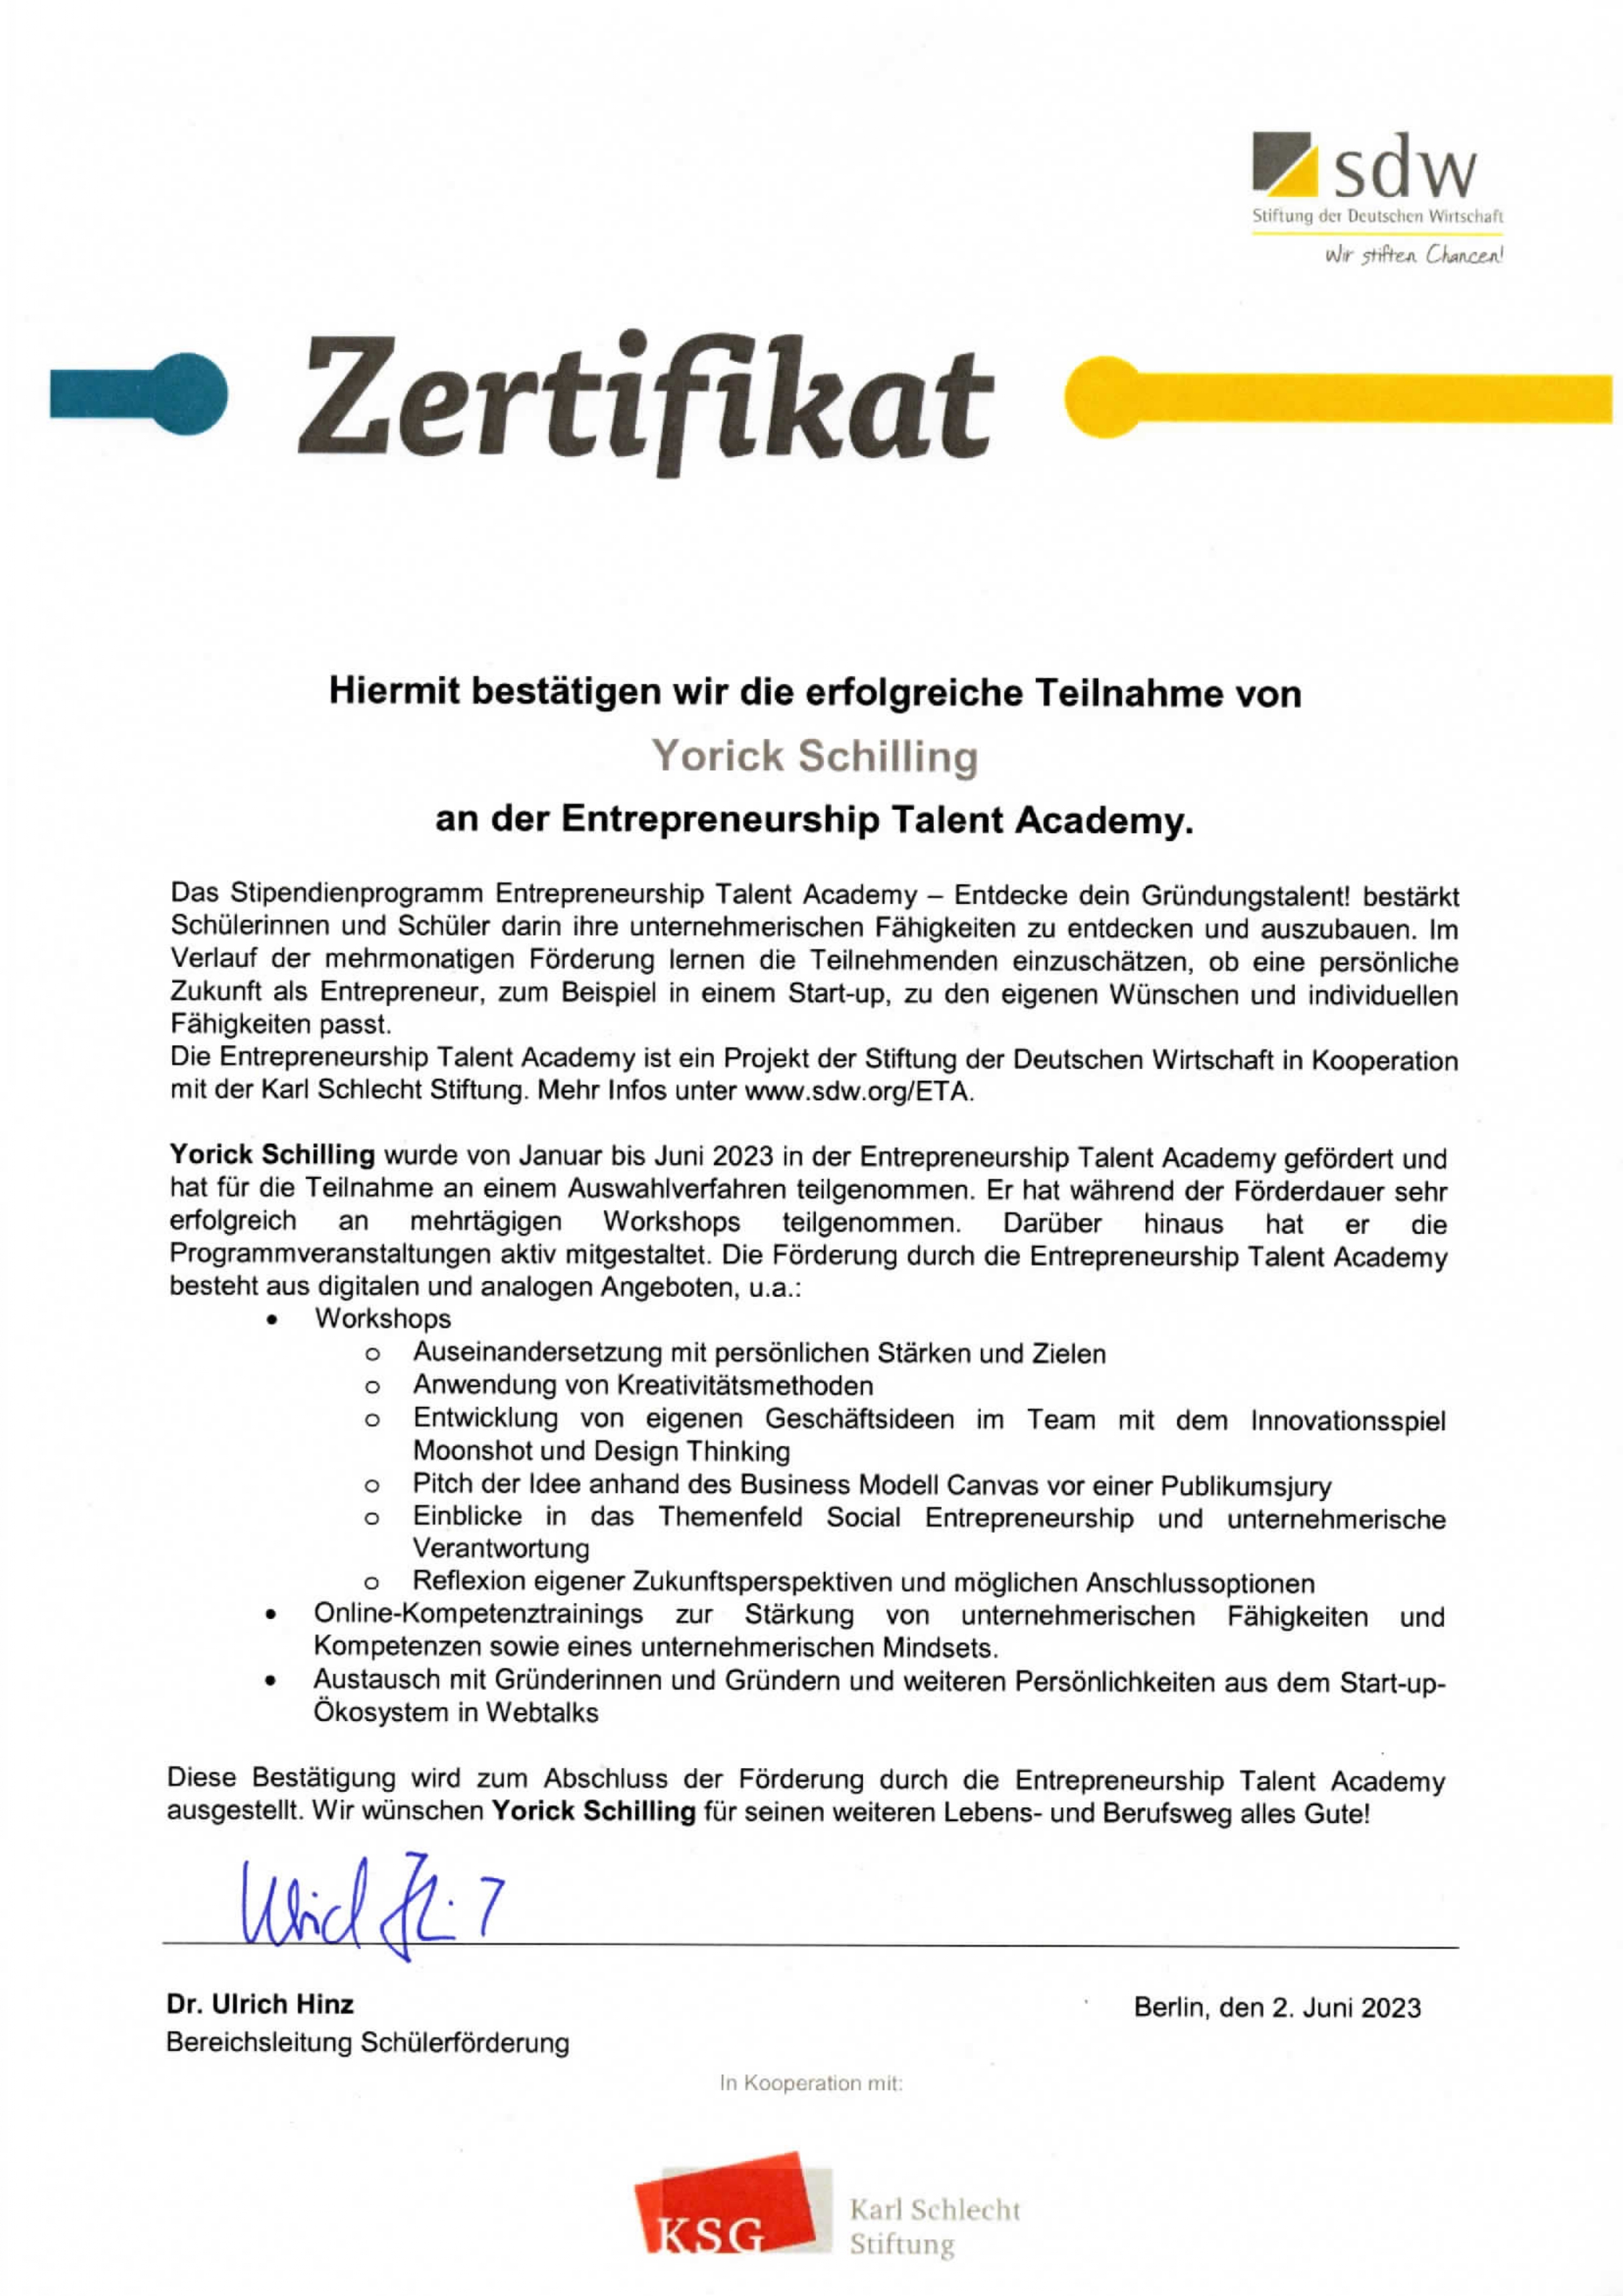 sdw
Stiftung der Deutschen Wirtschaft
Wir stiften Chancen!
Zertifikat
Hiermit bestätigen wir die erfolgreiche Teilnahme von
Yorick Schilling
an der Entrepreneurship Talent Academy.
Das Stipendienprogramm Entrepreneurship Talent Academy – Entdecke dein Gründungstalent! bestärkt
Schülerinnen und Schüler darin ihre unternehmerischen Fähigkeiten zu entdecken und auszubauen. Im
Verlauf der mehrmonatigen Förderung lernen die Teilnehmenden einzuschätzen, ob eine persönliche
Zukunft als Entrepreneur, zum Beispiel in einem Start-up, zu den eigenen Wünschen und individuellen
Fähigkeiten passt.
Die Entrepreneurship Talent Academy ist ein Projekt der Stiftung der Deutschen Wirtschaft in Kooperation
mit der Karl Schlecht Stiftung. Mehr Infos unter www.sdw.org/ETA.
Yorick Schilling wurde von Januar bis Juni 2023 in der Entrepreneurship Talent Academy gefördert und
hat für die Teilnahme an einem Auswahlverfahren teilgenommen. Er hat während der Förderdauer sehr
erfolgreich an mehrtägigen Workshops teilgenommen. Darüber hinaus hat er die
Programmveranstaltungen aktiv mitgestaltet. Die Förderung durch die Entrepreneurship Talent Academy
besteht aus digitalen und analogen Angeboten, u.a.:
• Workshops
o Auseinandersetzung mit persönlichen Stärken und Zielen
o Anwendung von Kreativitätsmethoden
o Entwicklung von eigenen Geschäftsideen im Team mit dem Innovationsspiel
Moonshot und Design Thinking
o Pitch der Idee anhand des Business Modell Canvas vor einer Publikumsjury
o Einblicke in das Themenfeld Social Entrepreneurship und unternehmerische
Verantwortung
o Reflexion eigener Zukunftsperspektiven und möglichen Anschlussoptionen
• Online-Kompetenztrainings zur Stärkung von unternehmerischen Fähigkeiten und
Kompetenzen sowie eines unternehmerischen Mindsets.
• Austausch mit Gründerinnen und Gründern und weiteren Persönlichkeiten aus dem Start-up-
Ökosystem in Webtalks
Diese Bestätigung wird zum Abschluss der Förderung durch die Entrepreneurship Talent Academy
ausgestellt. Wir wünschen Yorick Schilling für seinen weiteren Lebens- und Berufsweg alles Gute!
Dr. Ulrich Hinz
Berlin, den 2. Juni 2023
Bereichsleitung Schülerförderung
In Kooperation mit:
KSG
Karl Schlecht
Stiftung